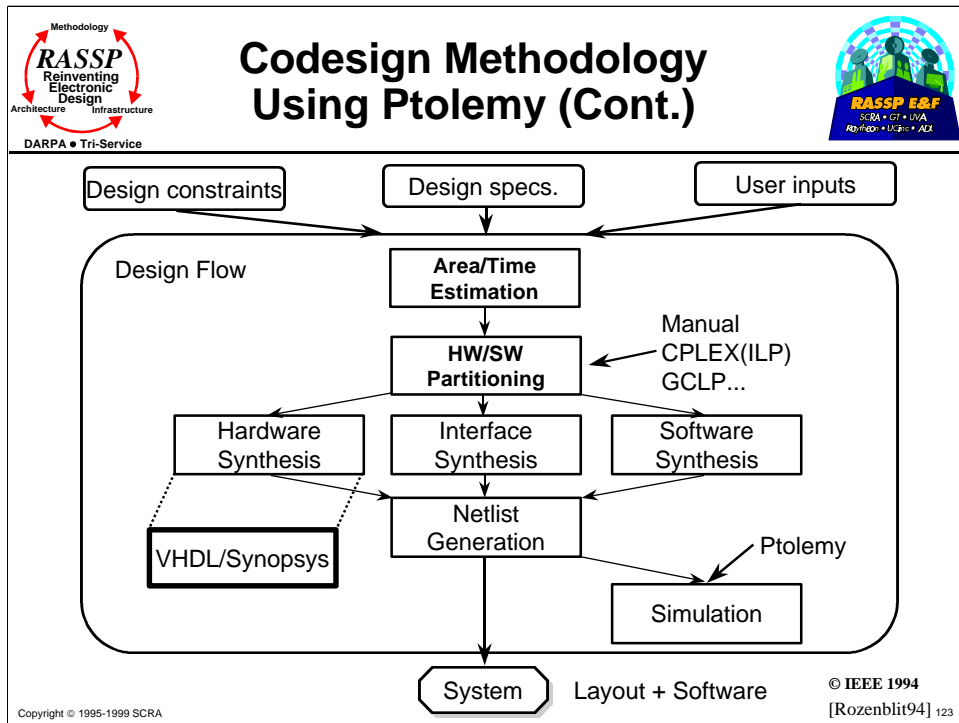 Methodology
RASSP
Reinventing
Electronic
Design
Architecture
Infrastructure
DARPA ● Tri-Service
Codesign Methodology
Using Ptolemy (Cont.)
RASSP E&F
SCRA • GT • UVA
Raytheon • UCinc • ADL
Design constraints
Design specs.
User inputs
Design Flow
Area/Time
Estimation
HW/SW
Partitioning
Manual
CPLEX(ILP)
GCLP...
Hardware
Synthesis
Interface
Synthesis
Software
Synthesis
Netlist
Generation
VHDL/Synopsys
Ptolemy
Simulation
System
Layout + Software
© IEEE 1994
[Rozenblit94]
Copyright © 1995-1999 SCRA
123